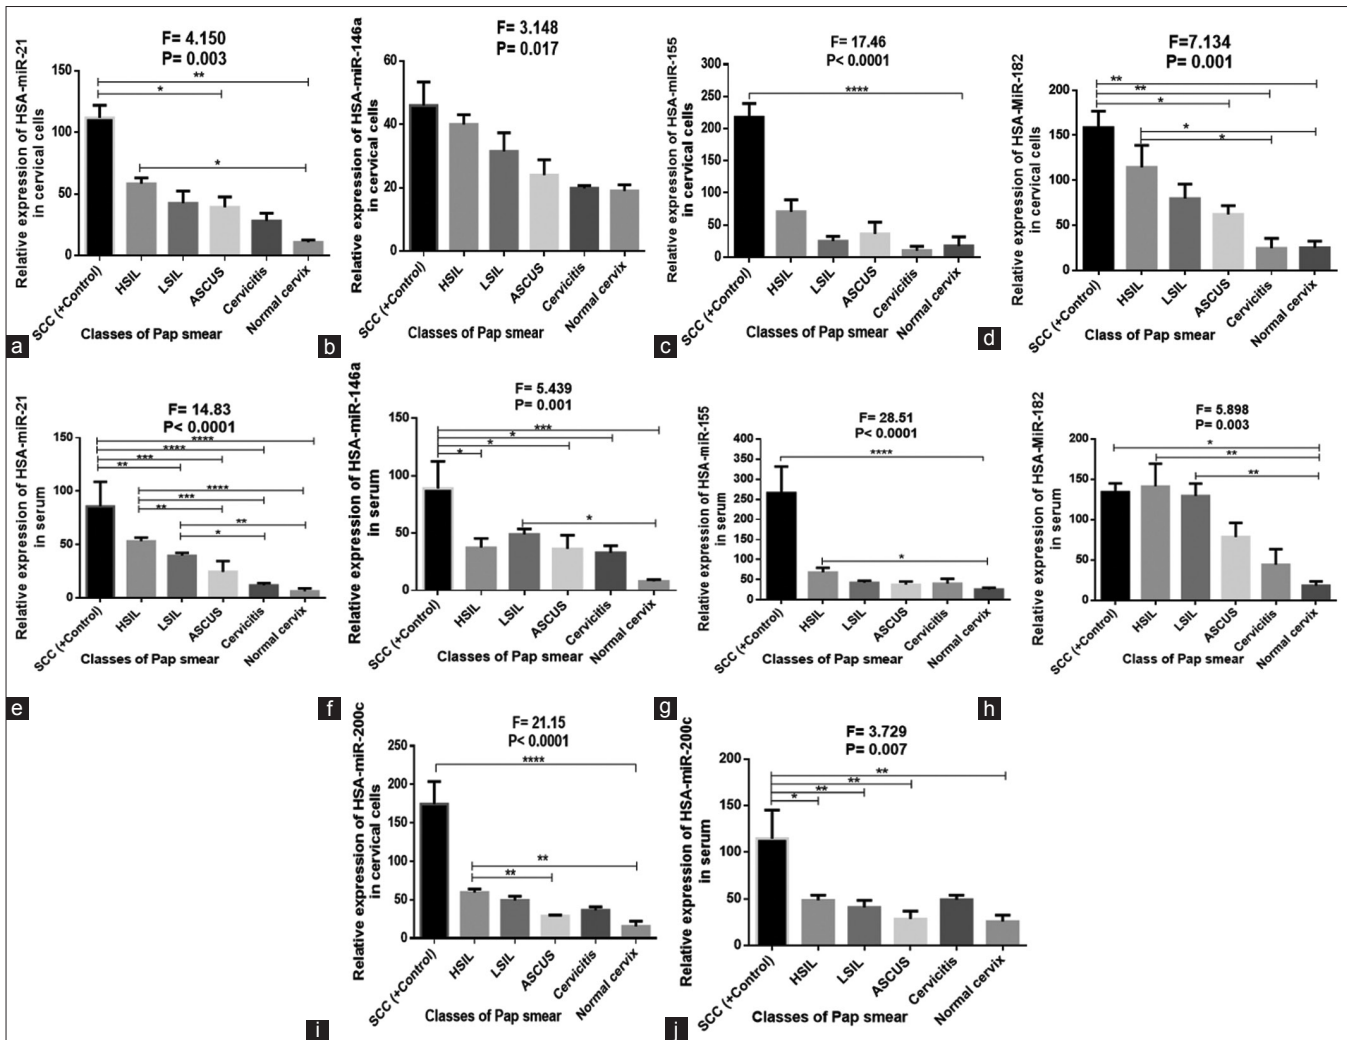 F= 4.150
P= 0.003
Relative expression of HSA-miR-21
in cervical cells
150
100
50
0
**
*
*
SCC (+Control)
HSIL
LSIL
ASCUS
Cervicitis
Normal cervix
Classes of Pap smear
a
F= 3.148
P= 0.017
Relative expression of HSA-miR-146a
in cervical cells
60
40
20
0
SCC (+Control)
HSIL
LSIL
ASCUS
Cervicitis
Normal cervix
Classes of Pap smear
b
F= 17.46
P< 0.0001
Relative expression of HSA-miR-155
in cervical cells
300
250
200
150
100
50
0
****
SCC (+Control)
HSIL
LSIL
ASCUS
Cervicitis
Normal cervix
Classes of Pap smear
c
F=7.134
P= 0.001
Relative expression of HSA-MiR-182
in cervical cells
200
150
100
50
0
**
**
*
*
*
SCC (+Control)
HSIL
LSIL
ASCUS
Cervicitis
Normal cervix
Class of Pap smear
d
F= 14.83
P< 0.0001
Relative expression of HSA-miR-21
in serum
150
100
50
0
****
****
***
**
****
***
**
**
*
SCC (+Control)
HSIL
LSIL
ASCUS
Cervicitis
Normal cervix
Classes of Pap smear
e
F= 5.439
P= 0.001
Relative expression of HSA-miR-146a
in serum
150
100
50
0
***
*
*
*
*
SCC (+Control)
HSIL
LSIL
ASCUS
Cervicitis
Normal cervix
Classes of Pap smear
f
F= 28.51
P< 0.0001
Relative expression of HSA-miR-155
in serum
400
350
300
250
200
150
100
50
0
****
*
SCC (+Control)
HSIL
LSIL
ASCUS
Cervicitis
Normal cervix
Classes of Pap smear
g
F= 5.898
P= 0.003
Relative expression of HSA-MiR-182
in serum
200
150
100
50
0
*
**
**
SCC (+Control)
HSIL
LSIL
ASCUS
Cervicitis
Normal cervix
Class of Pap smear
h
F= 21.15
P< 0.0001
Relative expression of HSA-miR-200c
in cervical cells
250
200
150
100
50
0
****
**
**
SCC (+Control)
HSIL
LSIL
ASCUS
Cervicitis
Normal cervix
Classes of Pap smear
i
F= 3.729
P= 0.007
Relative expression of HSA-miR-200c
in serum
200
150
100
50
0
**
**
**
*
SCC (+Control)
HSIL
LSIL
ASCUS
Cervicitis
Normal cervix
Classes of Pap smear
j